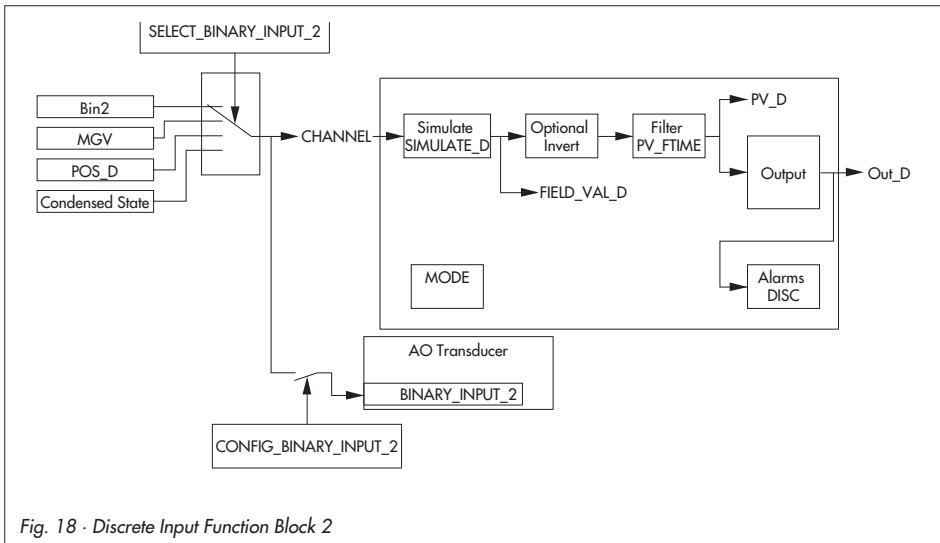 SELECT_BINARY_INPUT_2
Bin2
MGV
POS_D
Condensed State
CHANNEL
Simulate
SIMULATE_D
Optional
Invert
Filter
PV_FTIME
PV_D
Output
Out_D
FIELD_VAL_D
MODE
Alarms
DISC
AO Transducer
BINARY_INPUT_2
CONFIG_BINARY_INPUT_2
Fig. 18 · Discrete Input Function Block 2